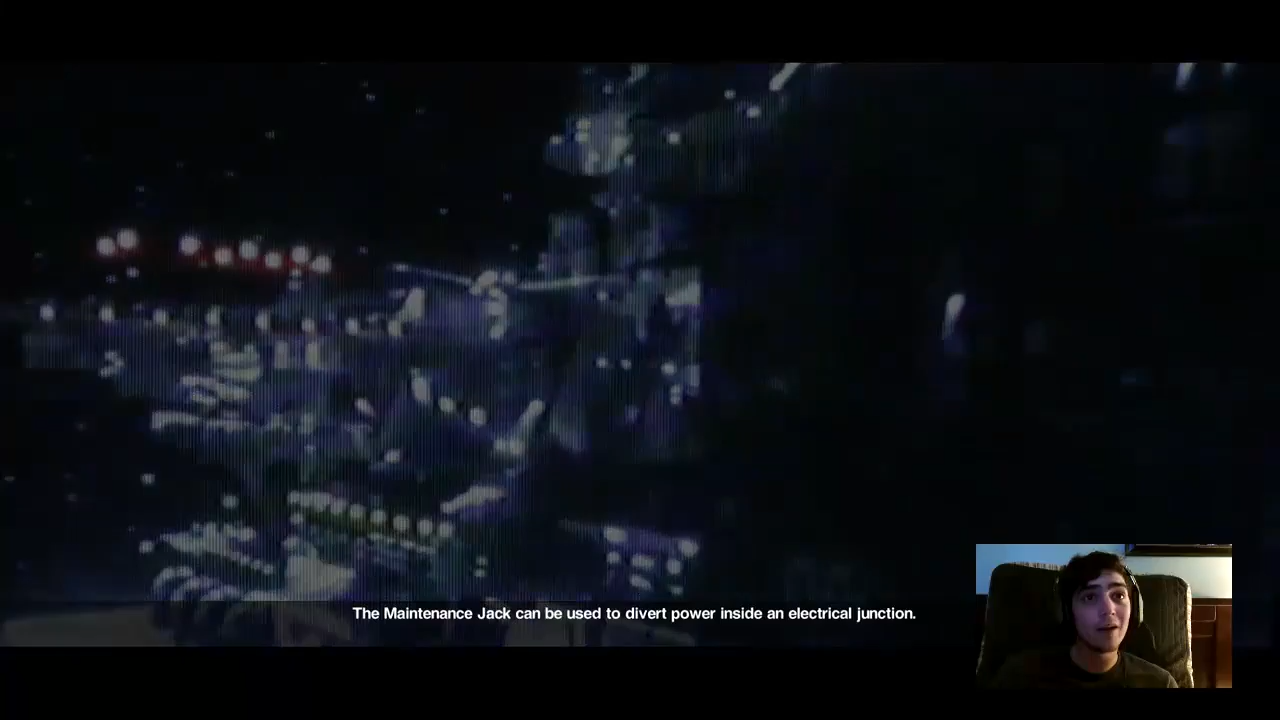 The Maintenance Jack can be used to divert power inside an electrical junction.